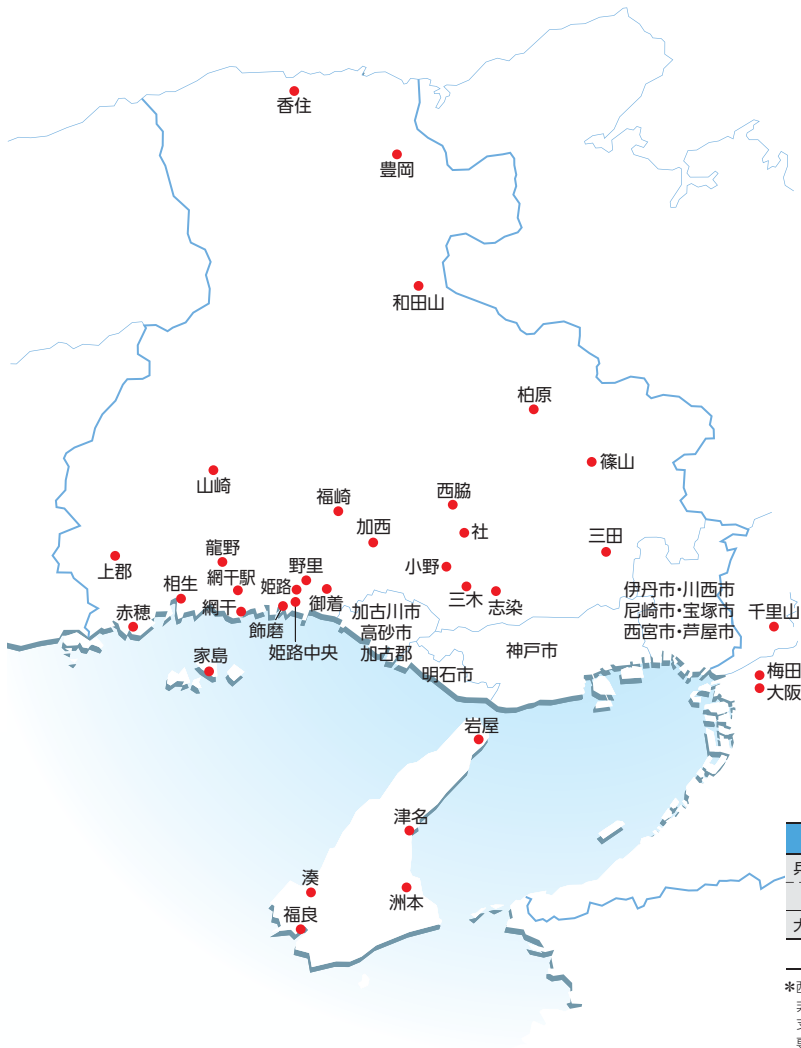 香住
豊岡
和田山
柏原
篠山
山崎
福崎
西脇
加西
社
三田
上郡
龍野
小野
相生
網干駅
姫路
野里
三木
志染
赤穂
網干
飾磨
御着
姫路中央
加古川市
高砂市
加古郡
明石市
神戸市
伊丹市・川西市
尼崎市・宝塚市
西宮市・芦屋市
千里山
梅田
大阪
家島
岩屋
津名
湊
洲本
福良